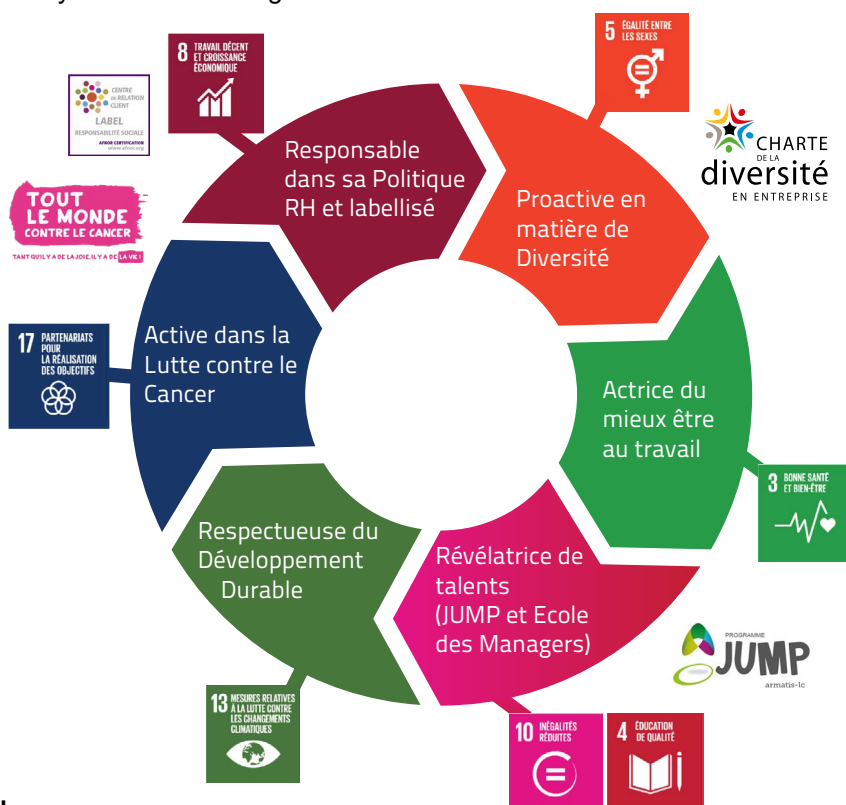 8 TRAVAIL DÉCENT
ET CROISSANCE
ÉCONOMIQUE
5 ÉGALITÉ ENTRE
LES SEXES
CENTRE
DE RELATION
CLIENT
LABEL
RESPONSABILITÉ SOCIALE
AFNOR CERTIFICATION
www.afnor.org
CHARTE
DE LA
diversité
EN ENTREPRISE
Responsable
dans sa Politique
RH et labellisé
Proactive en
matière de
Diversité
TOUT
LE MONDE
CONTRE LE CANCER
TANT QU'IL Y A DE LA JOIE, IL Y A DE LA VIE !
17 PARTENARIATS
POUR
LA RÉALISATION
DES OBJECTIFS
Active dans la
Lutte contre le
Cancer
Actrice du
mieux être
au travail
3 BONNE SANTÉ
ET BIEN-ÊTRE
Respectueuse du
Développement
Durable
Révélatrice de
talents
(JUMP et Ecole
des Managers)
PROGRAMME
JUMP
armatis-lc
13 MESURES RELATIVES
À LA LUTTE CONTRE
LES CHANGEMENTS
CLIMATIQUES
10 INÉGALITÉS
RÉDUITES
4 ÉDUCATION
DE QUALITÉ